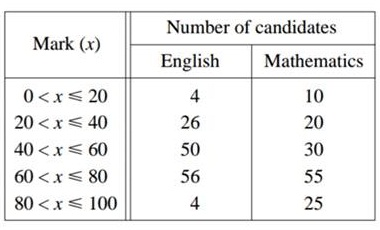 Mark (x) Number of candidates
English Mathematics
0 < x ⩽ 20 4 10
20 < x ⩽ 40 26 20
40 < x ⩽ 60 50 30
60 < x ⩽ 80 56 55
80 < x ⩽ 100 4 25